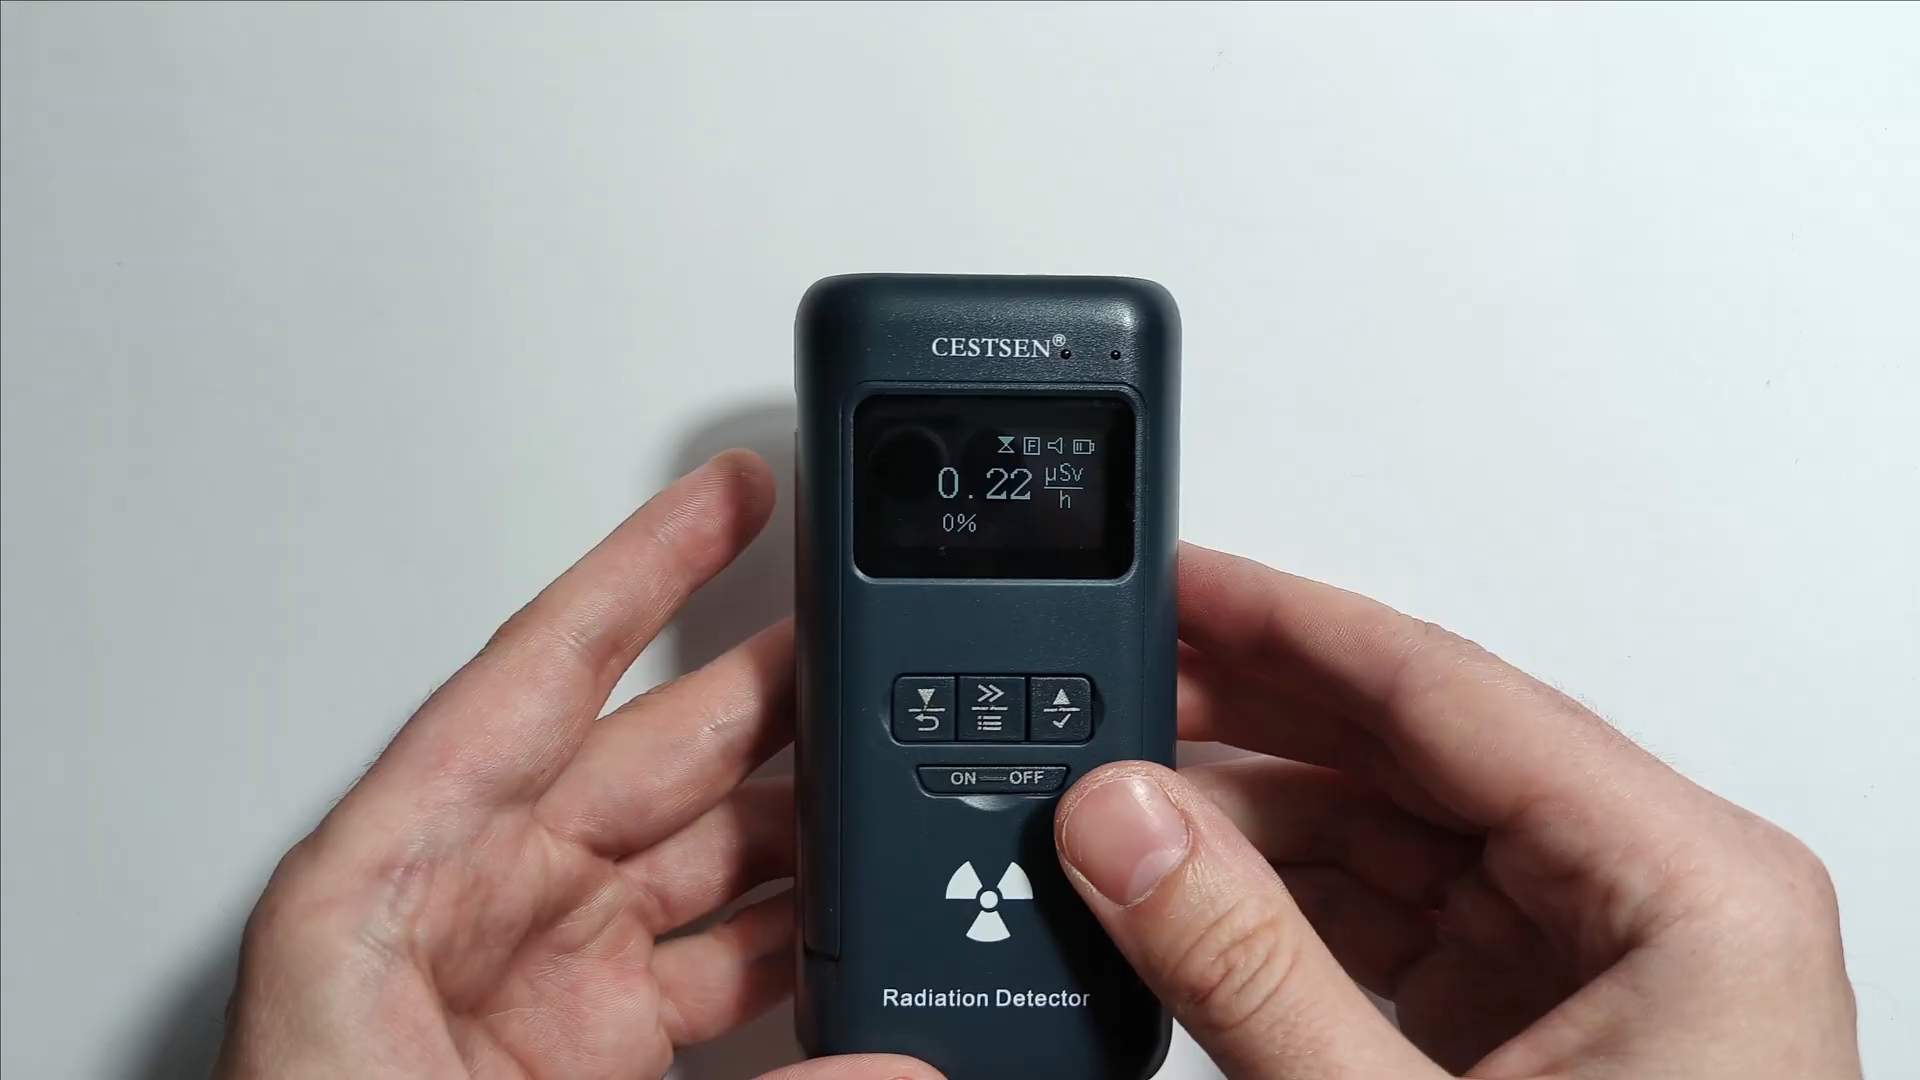 CESTSEN®
F
0.22 µSv/h
0%
ON OFF
Radiation Detector